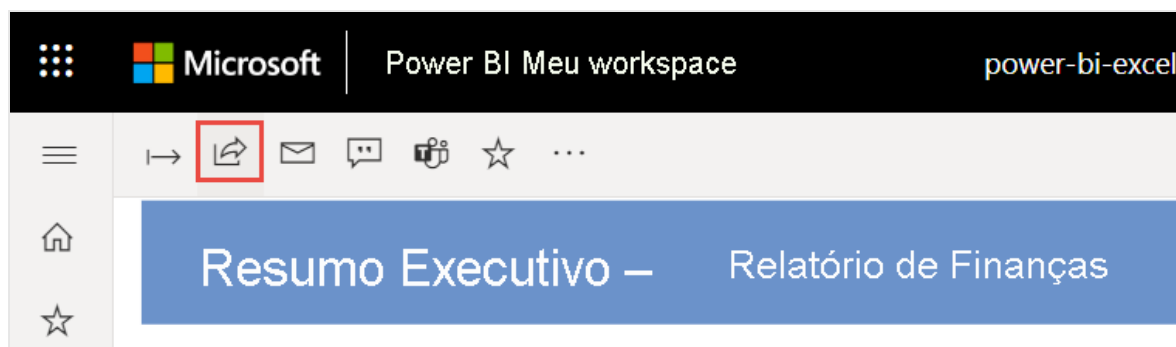 Microsoft Power BI Meu workspace power-bi-excel
Resumo Executivo – Relatório de Finanças